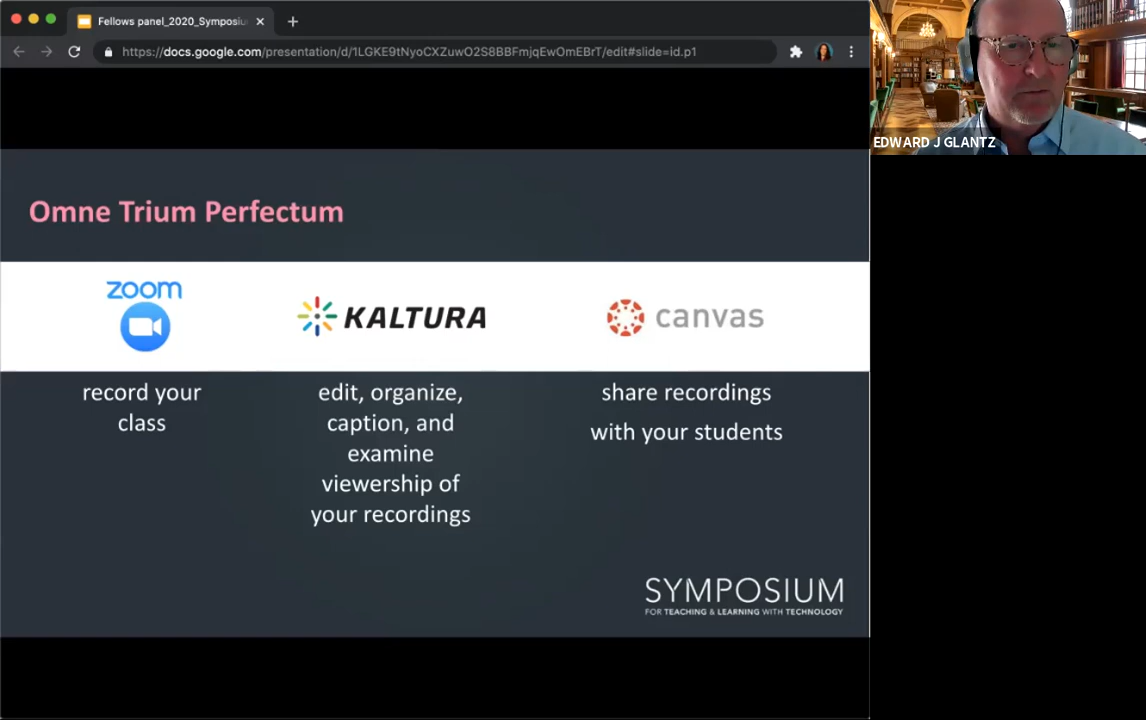 Fellows panel_2020_Symposiu
https://docs.google.com/presentation/d/1LGKE9tNyoCXZuwO2S8BBFmjqEwOmEBrT/edit#slide=id.p1
EDWARD J GLANTZ
Omne Trium Perfectum
zoom
KALTURA
canvas
record your
class
edit, organize,
caption, and
examine
viewership of
your recordings
share recordings
with your students
SYMPOSIUM
FOR TEACHING & LEARNING WITH TECHNOLOGY